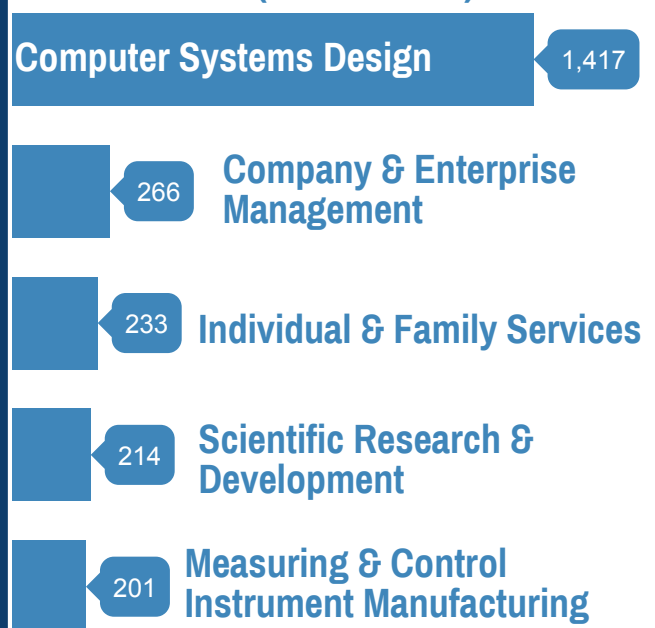 Computer Systems Design
1,417
266
Company & Enterprise
Management
233
Individual & Family Services
214
Scientific Research &
Development
201
Measuring & Control
Instrument Manufacturing